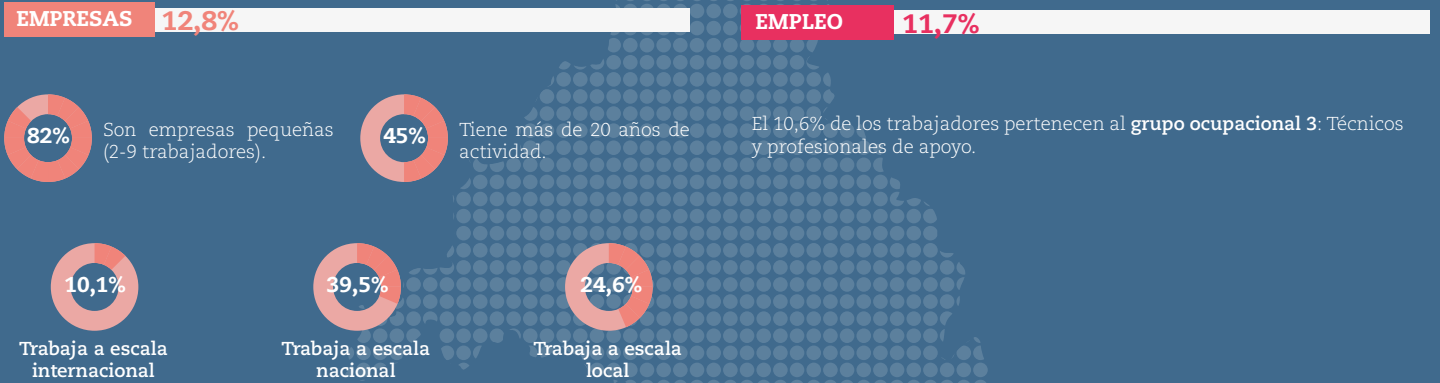 EMPRESAS 12,8%
EMPLEO 11,7%
82%
Son empresas pequeñas
(2-9 trabajadores).
45%
Tiene más de 20 años de
actividad.
El 10,6% de los trabajadores pertenecen al grupo ocupacional 3: Técnicos
y profesionales de apoyo.
10,1%
Trabaja a escala
internacional
39,5%
Trabaja a escala
nacional
24,6%
Trabaja a escala
local